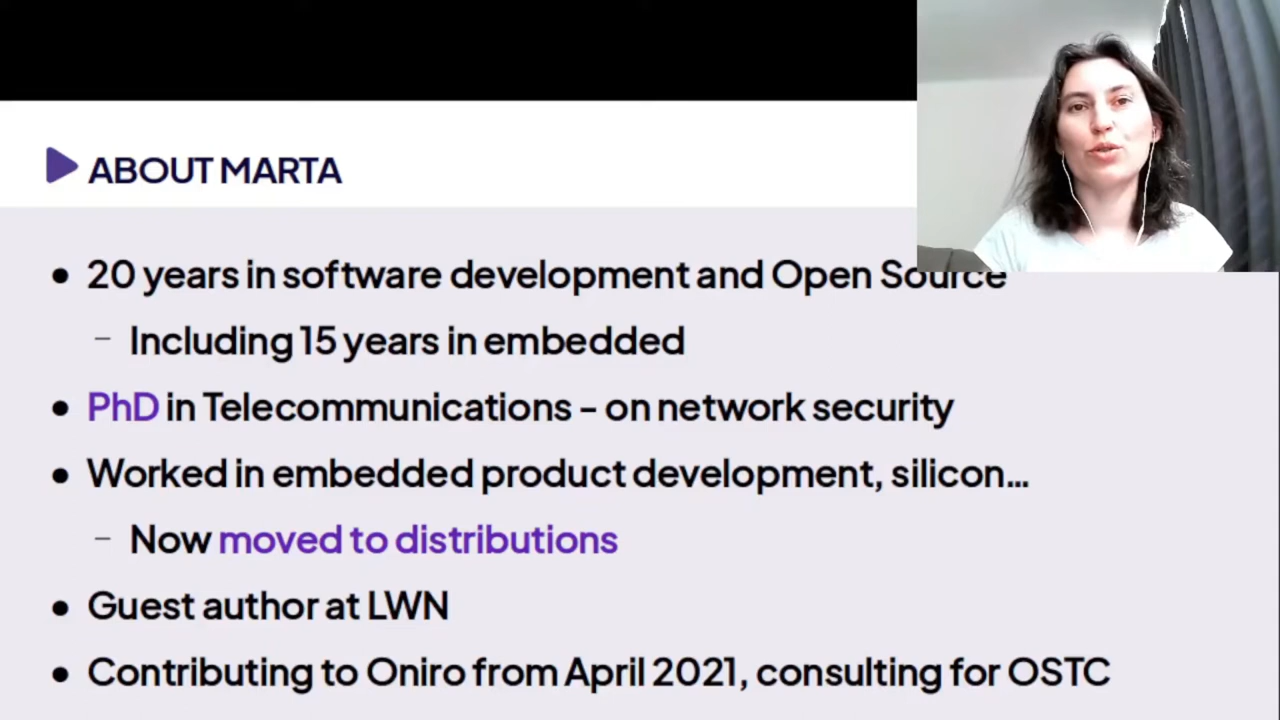 ABOUT MARTA
• 20 years in software development and Open Source
– Including 15 years in embedded
• PhD in Telecommunications – on network security
• Worked in embedded product development, silicon...
– Now moved to distributions
• Guest author at LWN
• Contributing to Oniro from April 2021, consulting for OSTC